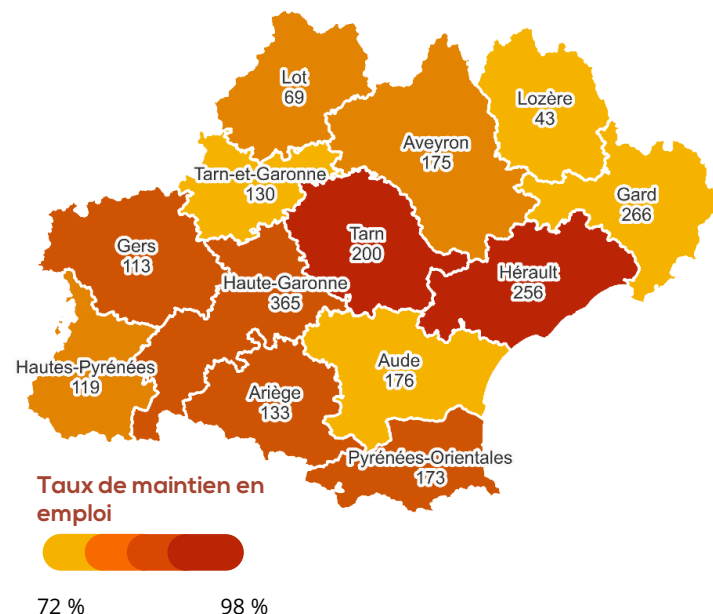 Lot
69
Lozère
43
Aveyron
175
Tarn-et-Garonne
130
Gard
266
Tarn
200
Gers
113
Hérault
256
Haute-Garonne
365
Aude
176
Hautes-Pyrénées
119
Ariège
133
Pyrénées-Orientales
173
Taux de maintien en
emploi
72 % 98 %